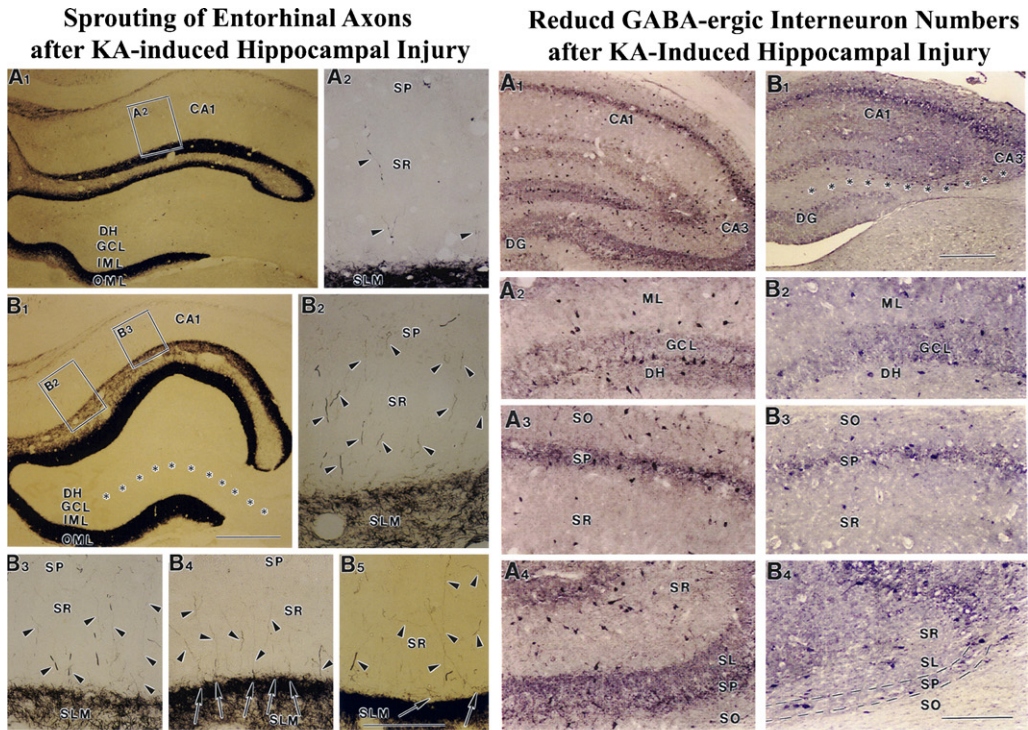 Sprouting of Entorhinal Axons
after KA-induced Hippocampal Injury
A1
A2
CA1
DH
GCL
IML
OML
A2
SP
SR
SLM
B1
B3
B2
CA1
DH
GCL
IML
OML
B2
SP
SR
SLM
B3
SP
SR
SLM
B4
SP
SR
SLM
B5
SR
SLM
Reducd GABA-ergic Interneuron Numbers
after KA-Induced Hippocampal Injury
A1
CA1
CA3
DG
B1
CA1
CA3
DG
A2
ML
GCL
DH
B2
ML
GCL
DH
A3
SO
SP
SR
B3
SO
SP
SR
A4
SR
SL
SP
SO
B4
SR
SL
SP
SO